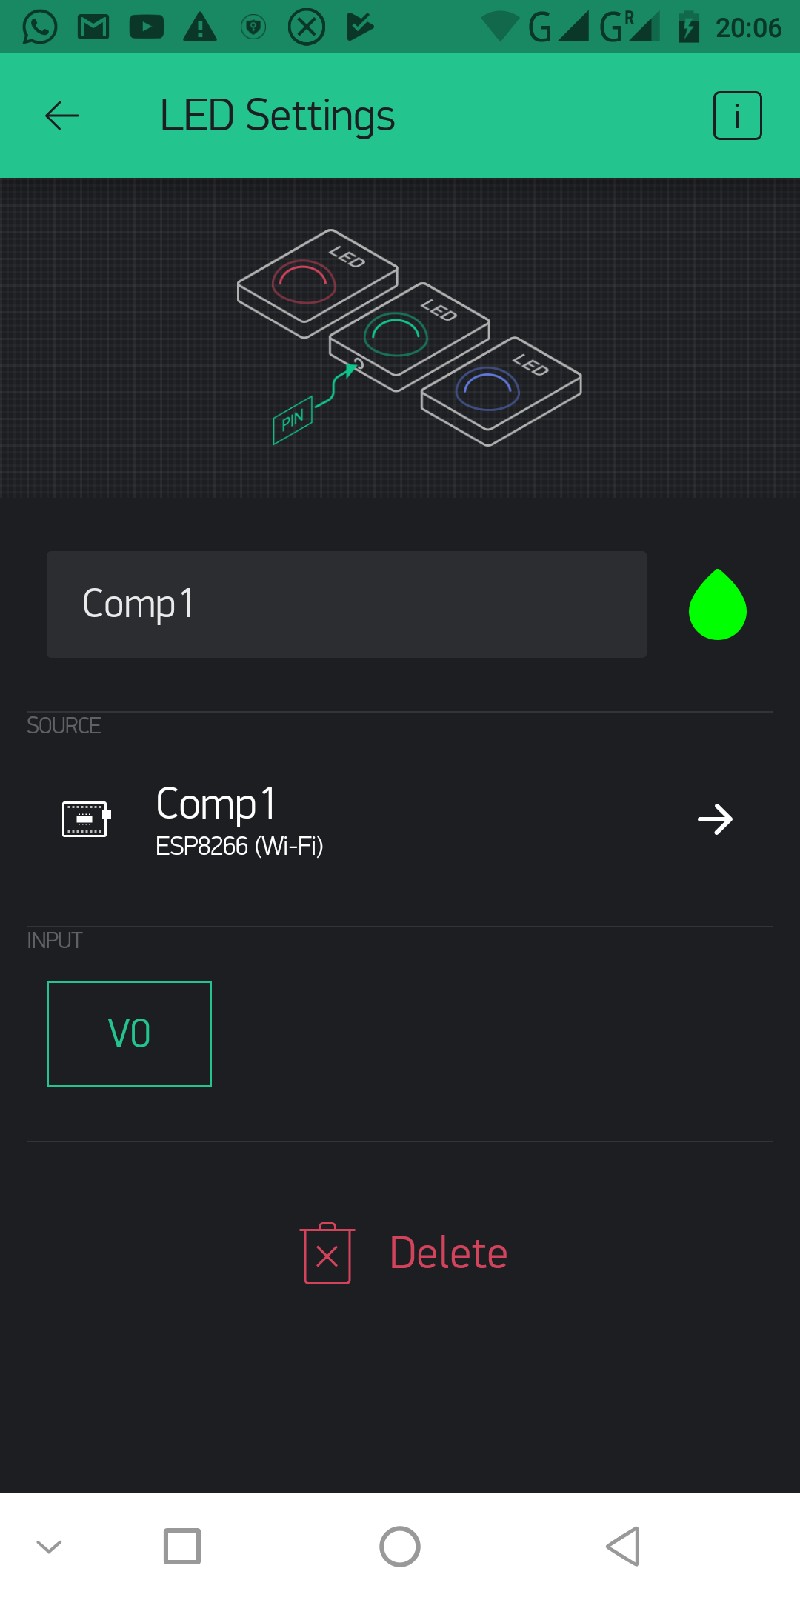 G G R 20:06
LED Settings
i
LED
LED
LED
PIN
Comp1
SOURCE
Comp1
ESP8266 (Wi-Fi)
INPUT
V0
Delete